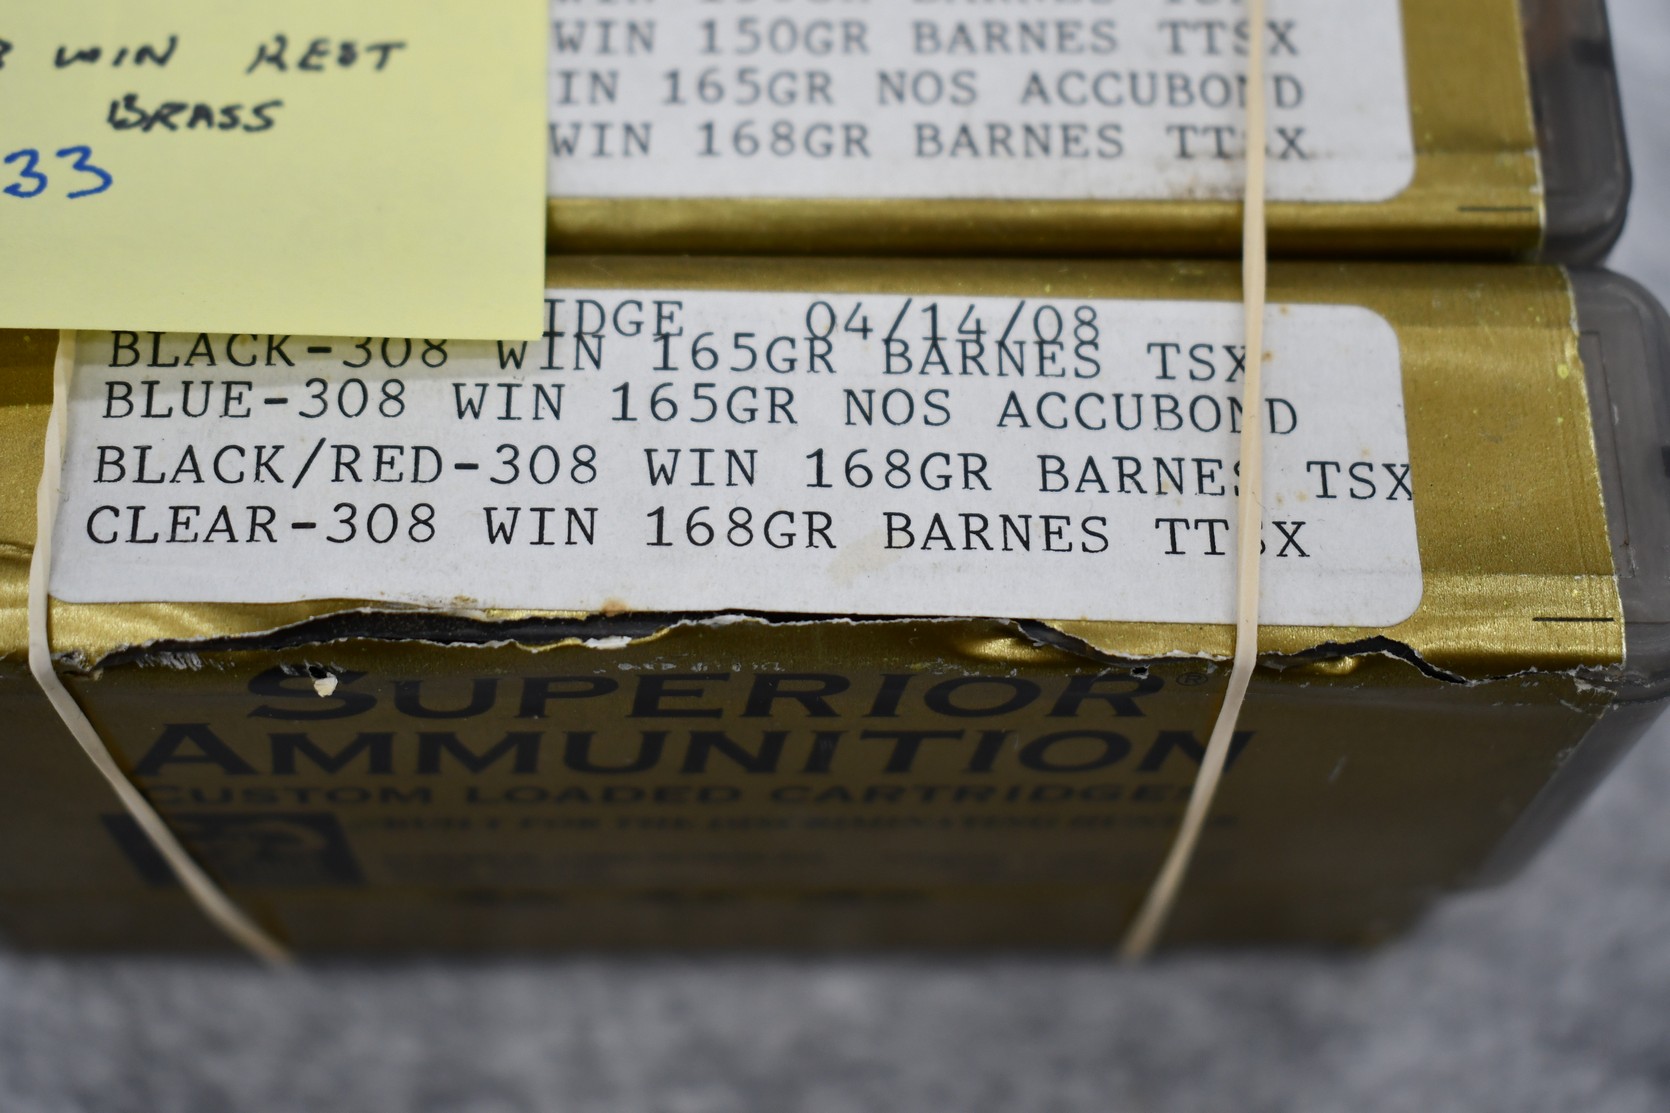 WIN REST
BRASS
33
WIN 150GR BARNES TTSX
WIN 165GR NOS ACCUBOND
WIN 168GR BARNES TTSX
IDGE 04/14/08
BLACK-308 WIN 165GR BARNES TSX
BLUE-308 WIN 165GR NOS ACCUBOND
BLACK/RED-308 WIN 168GR BARNES TSX
CLEAR-308 WIN 168GR BARNES TTSX
SUPERIOR®
AMMUNITION
CUSTOM LOADED CARTRIDGES